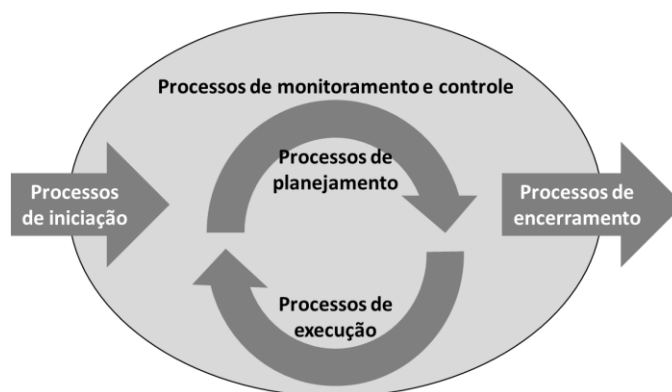 Processos de monitoramento e controle
Processos de
planejamento
Processos
de iniciação
Processos de
encerramento
Processos de
execução